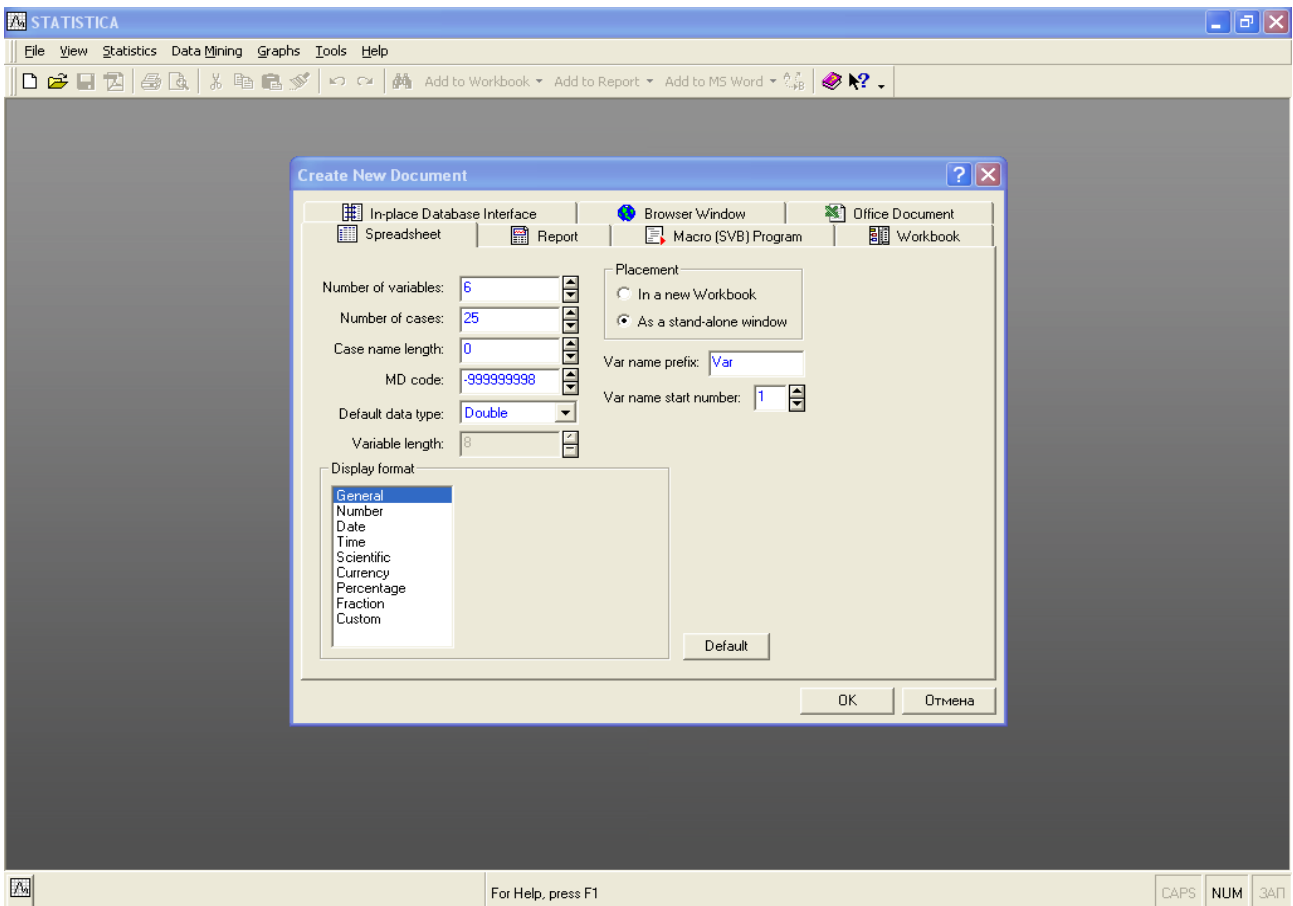 STATISTICA
File View Statistics Data Mining Graphs Tools Help
Add to Workbook Add to Report Add to MS Word
Create New Document
In-place Database Interface Browser Window Office Document
Spreadsheet Report Macro (SVB) Program Workbook
Number of variables: 6
Number of cases: 25
Case name length: 0
MD code: -999999998
Default data type: Double
Variable length: 8
Placement
In a new Workbook
As a stand-alone window
Var name prefix: Var
Var name start number: 1
Display format
General
Number
Date
Time
Scientific
Currency
Percentage
Fraction
Custom
Default
OK Отмена
For Help, press F1 CAPS NUM ЗАП